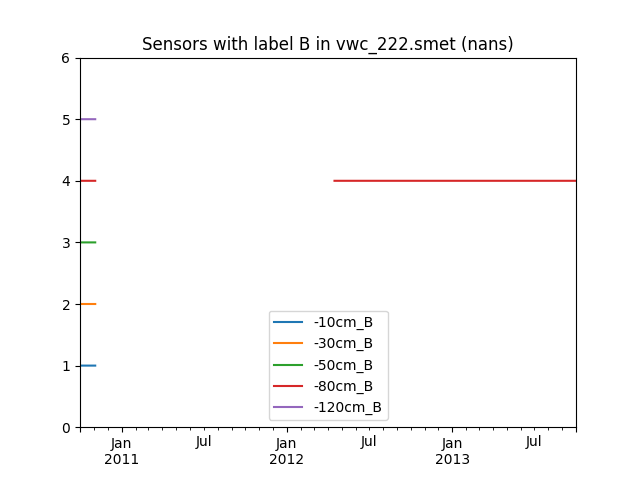 Sensors with label B in vwc_222.smet (nans)
6
5
4
3
2
1
0
-10cm_B
-30cm_B
-50cm_B
-80cm_B
-120cm_B
Jan Jul Jan Jul Jan Jul
2011 2012 2013